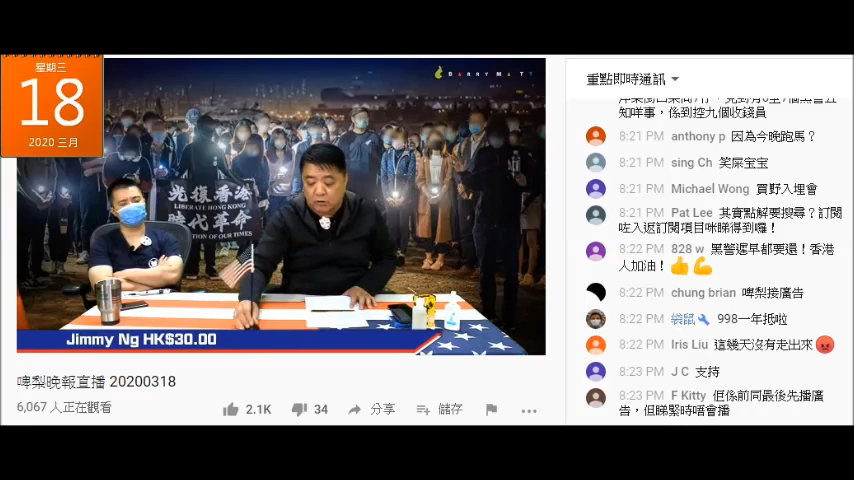 星期三
18
2020 三月
BARRYMATT
光復香港
LIBERATE HONG KONG
時代革命
TION OF OUR TIMES
Jimmy Ng HK$30.00
啤梨晚報直播 20200318
6,067 人正在觀看
2.1K
34
分享
儲存
重點即時通訊
知咩事，係到控九個收錢員
8:21 PM anthony p 因為今晚跑馬？
8:21 PM sing Ch 笑屎宝宝
8:21 PM Michael Wong 買野入埋會
8:21 PM Pat Lee 其實點解要搜尋？訂閱
咗入返訂閱項目咪睇得到囉！
8:22 PM 828 w 黑警遲早都要還！香港
人加油！👍💪
8:22 PM chung brian 啤梨接廣告
8:22 PM 袋鼠 998一年抵啦
8:22 PM Iris Liu 這幾天沒有走出來😡
8:23 PM J C 支持
8:23 PM F Kitty 佢係前同最後先播廣
告，但睇緊時唔會播